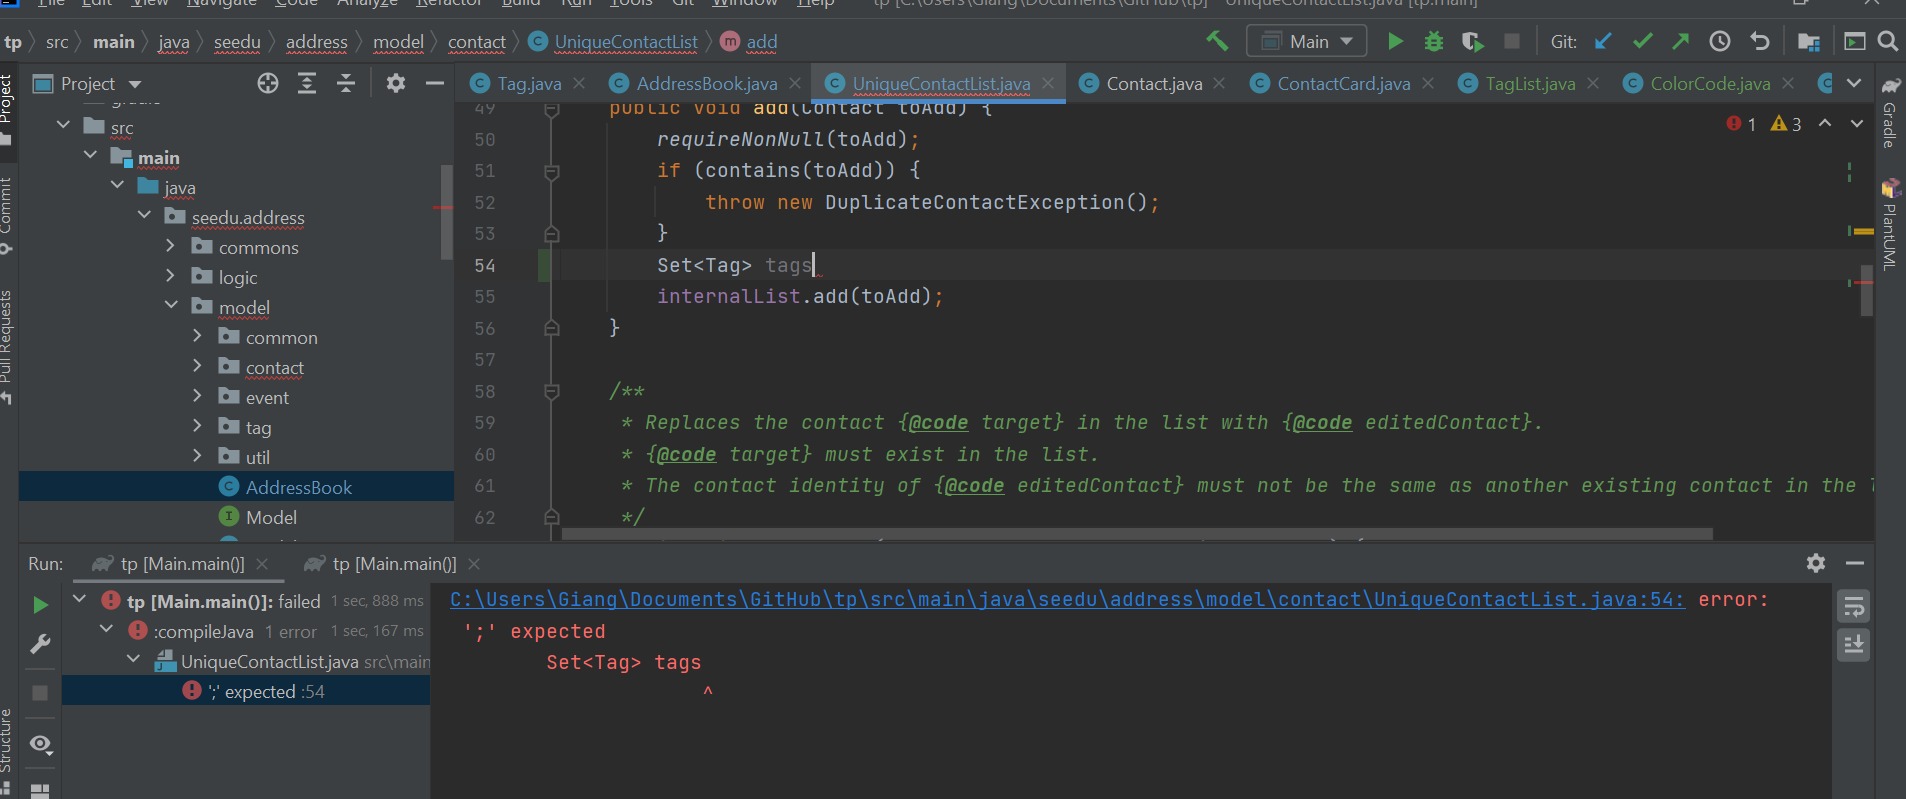 File Edit View Navigate Code Analyze Refactor Build Run Tools Git Window Help tp [C:\Users\Giang\Documents\GitHub\tp] - UniqueContactList.java [tp.main]
tp src main java seedu address model contact UniqueContactList add
Main
Git:
Project
Tag.java
AddressBook.java
UniqueContactList.java
Contact.java
ContactCard.java
TagList.java
ColorCode.java
Project
Commit
Pull Requests
Structure
gradle
src
main
java
seedu.address
commons
logic
model
common
contact
event
tag
util
AddressBook
Model
49 public void add(Contact toAdd) {
50 requireNonNull(toAdd);
51 if (contains(toAdd)) {
52 throw new DuplicateContactException();
53 }
54 Set<Tag> tags
55 internalList.add(toAdd);
56 }
57
58 /**
59 * Replaces the contact {@code target} in the list with {@code editedContact}.
60 * {@code target} must exist in the list.
61 * The contact identity of {@code editedContact} must not be the same as another existing contact in the
62 */
1 3
Gradle
PlantUML
Run: tp [Main.main()] tp [Main.main()]
tp [Main.main()]: failed 1 sec, 888 ms
:compileJava 1 error 1 sec, 167 ms
UniqueContactList.java src\main
';' expected :54
C:\Users\Giang\Documents\GitHub\tp\src\main\java\seedu\address\model\contact\UniqueContactList.java:54: error:
';' expected
Set<Tag> tags
^